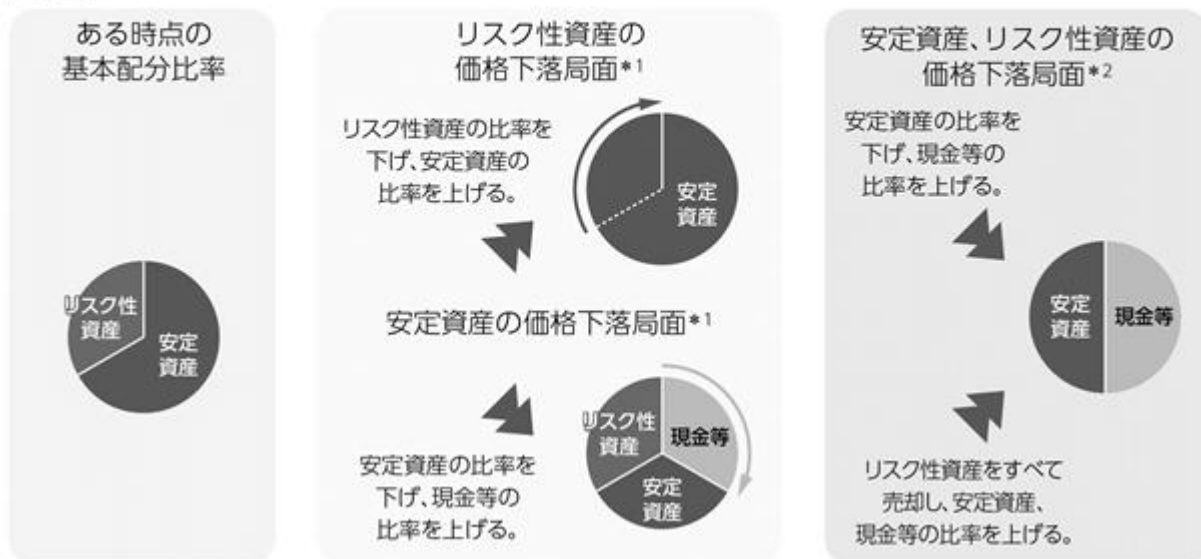 ある時点の
基本配分比率
リスク性
資産
安定
資産
リスク性資産の
価格下落局面*1
リスク性資産の比率を
下げ、安定資産の
比率を上げる。
安定
資産
安定資産の価格下落局面*1
安定資産の比率を
下げ、現金等の
比率を上げる。
リスク性
資産
現金等
安定
資産
安定資産、リスク性資産の
価格下落局面*2
安定資産の比率を
下げ、現金等の
比率を上げる。
安定
資産
現金等
リスク性資産をすべて
売却し、安定資産、
現金等の比率を上げる。